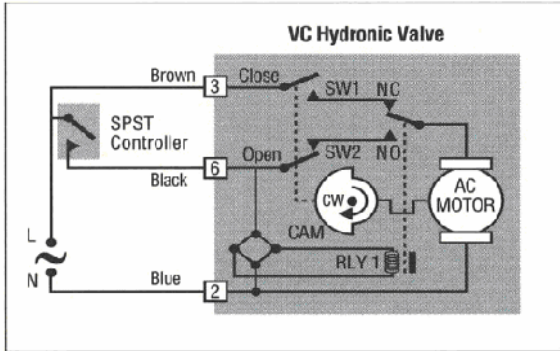 VC Hydronic Valve
Brown
3
Close
SW1
NC
SPST
Controller
6
Open
SW2
NO
Black
CW
AC
MOTOR
CAM
L
RLY 1
N
Blue
2